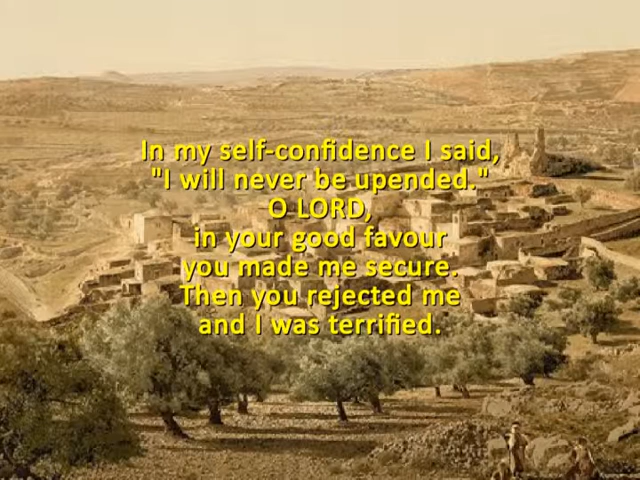 In my self-confidence I said,
"I will never be upended."
O LORD,
in your good favour
you made me secure.
Then you rejected me
and I was terrified.